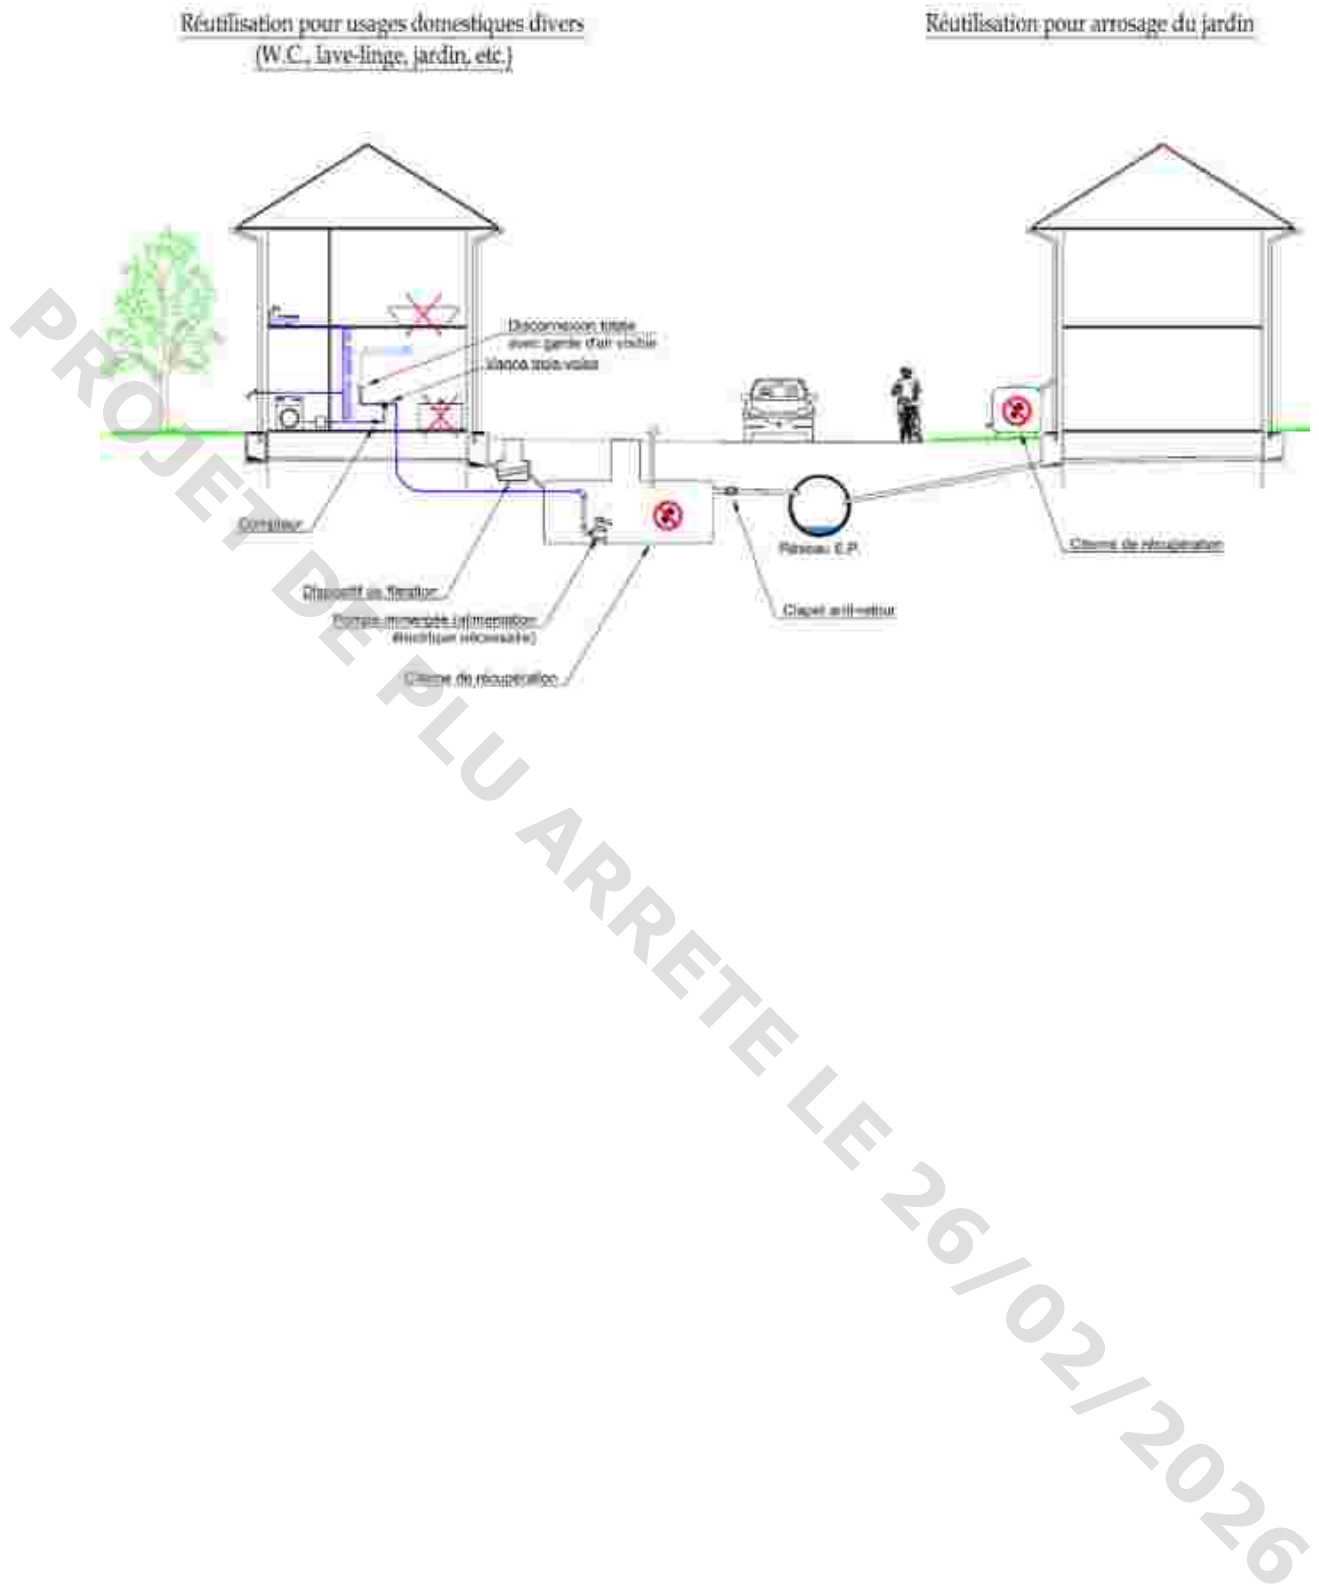 Réutilisation pour usages domestiques divers
(W.C., lave-linge, jardin, etc.)
Réutilisation pour arrosage du jardin
Disconnexion totale
avec garde d'air visible
Vanne trois voies
Compteur
Dispositif de filtration
Pompe immergée (alimentation
électrique nécessaire)
Citerne de récupération
Réseau E.P.
Clapet anti-retour
Citerne de récupération
PROJET DE PLU ARRETE LE 26/02/2026